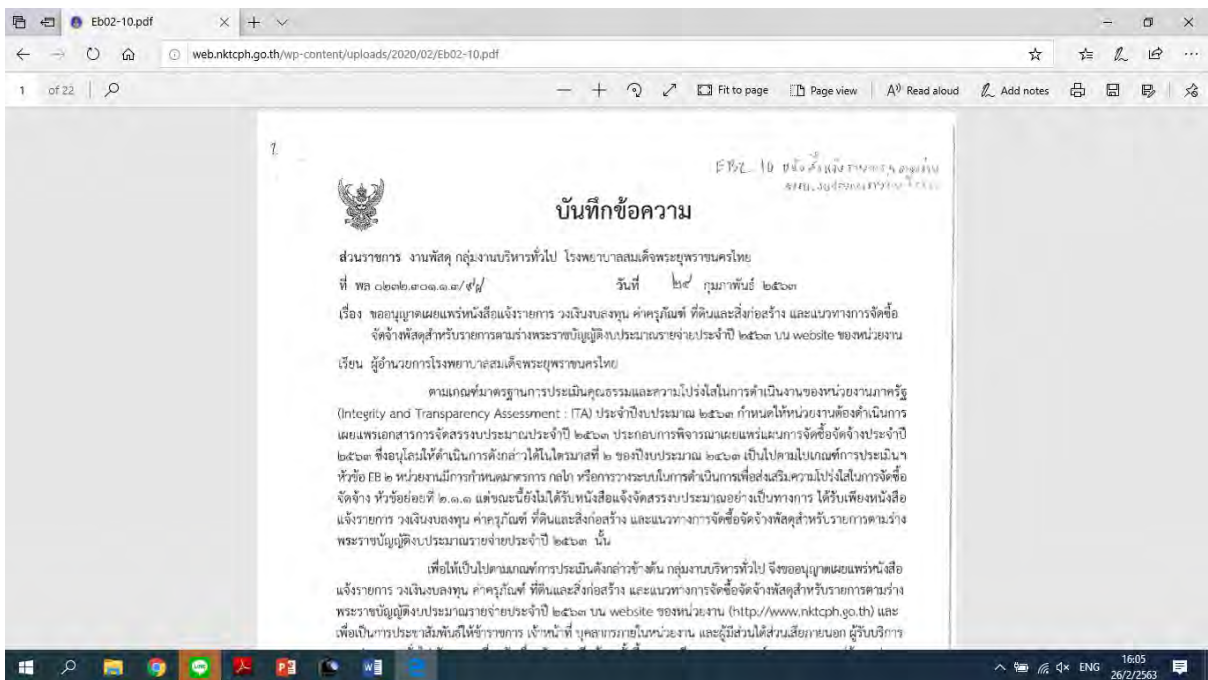 Eb02-10.pdf
web.nktcph.go.th/wp-content/uploads/2020/02/Eb02-10.pdf
1 of 22 Fit to page Page view Read aloud Add notes
EB2 10
บันทึกข้อความ
ส่วนราชการ งานพัสดุ กลุ่มงานบริหารทั่วไป โรงพยาบาลสมเด็จพระยุพราชนครไทย
ที่ พล ๐๒๓๒.๓๐๑.๑.๓/ วันที่ กุมภาพันธ์ ๒๕๖๓
เรื่อง ขออนุญาตเผยแพร่หนังสือแจ้งรายการ วงเงินงบลงทุน ค่าครุภัณฑ์ ที่ดินและสิ่งก่อสร้าง และแนวทางการจัดซื้อ
จัดจ้างพัสดุสำหรับรายการตามร่างพระราชบัญญัติงบประมาณรายจ่ายประจำปี ๒๕๖๓ บน website ของหน่วยงาน
เรียน ผู้อำนวยการโรงพยาบาลสมเด็จพระยุพราชนครไทย
ตามเกณฑ์มาตรฐานการประเมินคุณธรรมและความโปร่งใสในการดำเนินงานของหน่วยงานภาครัฐ
(Integrity and Transparency Assessment : ITA) ประจำปีงบประมาณ ๒๕๖๓ กำหนดให้หน่วยงานต้องดำเนินการ
เผยแพร่เอกสารการจัดสรรงบประมาณประจำปี ๒๕๖๓ ประกอบการพิจารณาเผยแพร่แผนการจัดซื้อจัดจ้างประจำปี
๒๕๖๓ ซึ่งอนุโลมให้ดำเนินการดังกล่าวได้ในไตรมาสที่ ๒ ของปีงบประมาณ ๒๔๖๓ เป็นไปตามไปเกณฑ์การประเมินฯ
หัวข้อ EB ๒ หน่วยงานมีการกำหนดมาตรการ กลไก หรือการวางระบบในการดำเนินการเพื่อส่งเสริมความโปร่งใสในการจัดซื้อ
จัดจ้าง หัวข้อย่อยที่ ๒.๑.๑ แต่ขณะนี้ยังไม่ได้รับหนังสือแจ้งจัดสรรงบประมาณอย่างเป็นทางการ ได้รับเพียงหนังสือ
แจ้งรายการ วงเงินงบลงทุน ค่าครุภัณฑ์ ที่ดินและสิ่งก่อสร้าง และแนวทางการจัดซื้อจัดจ้างพัสดุสำหรับรายการตามร่าง
พระราชบัญญัติงบประมาณรายจ่ายประจำปี ๒๕๖๓ นั้น
เพื่อให้เป็นไปตามเกณฑ์การประเมินดังกล่าวข้างต้น กลุ่มงานบริหารทั่วไป จึงขออนุญาตเผยแพร่หนังสือ
แจ้งรายการ วงเงินงบลงทุน ค่าครุภัณฑ์ ที่ดินและสิ่งก่อสร้าง และแนวทางการจัดซื้อจัดจ้างพัสดุสำหรับรายการตามร่าง
พระราชบัญญัติงบประมาณรายจ่ายประจำปี ๒๕๖๓ บน website ของหน่วยงาน (http://www.nktcph.go.th) และ
เพื่อเป็นการประชาสัมพันธ์ให้ข้าราชการ เจ้าหน้าที่ บุคลากรภายในหน่วยงาน และผู้มีส่วนได้ส่วนเสียภายนอก ผู้รับบริการ
ENG 16:05
26/2/2563